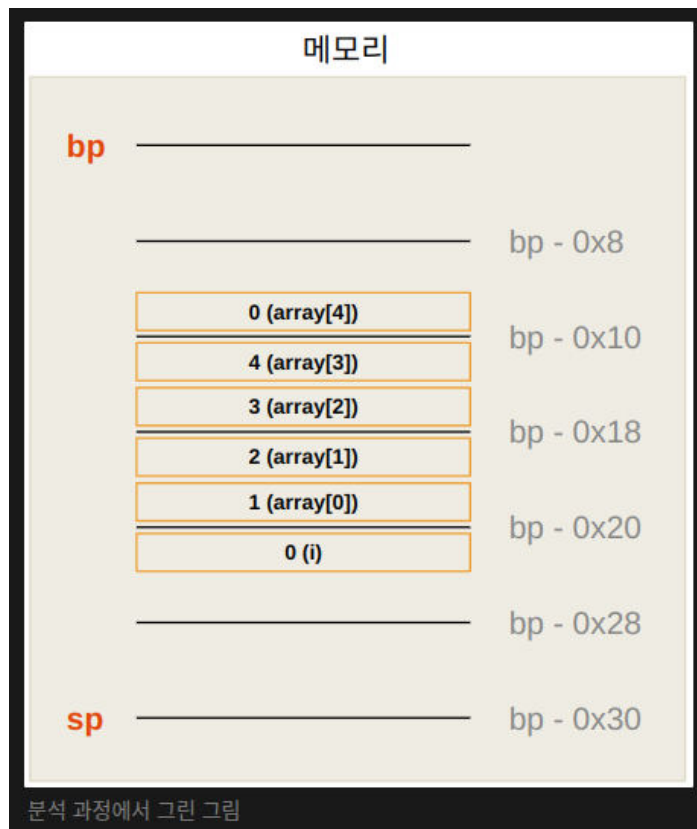 메모리
bp
bp - 0x8
0 (array[4])
bp - 0x10
4 (array[3])
3 (array[2])
bp - 0x18
2 (array[1])
1 (array[0])
bp - 0x20
0 (i)
bp - 0x28
sp
bp - 0x30
분석 과정에서 그린 그림